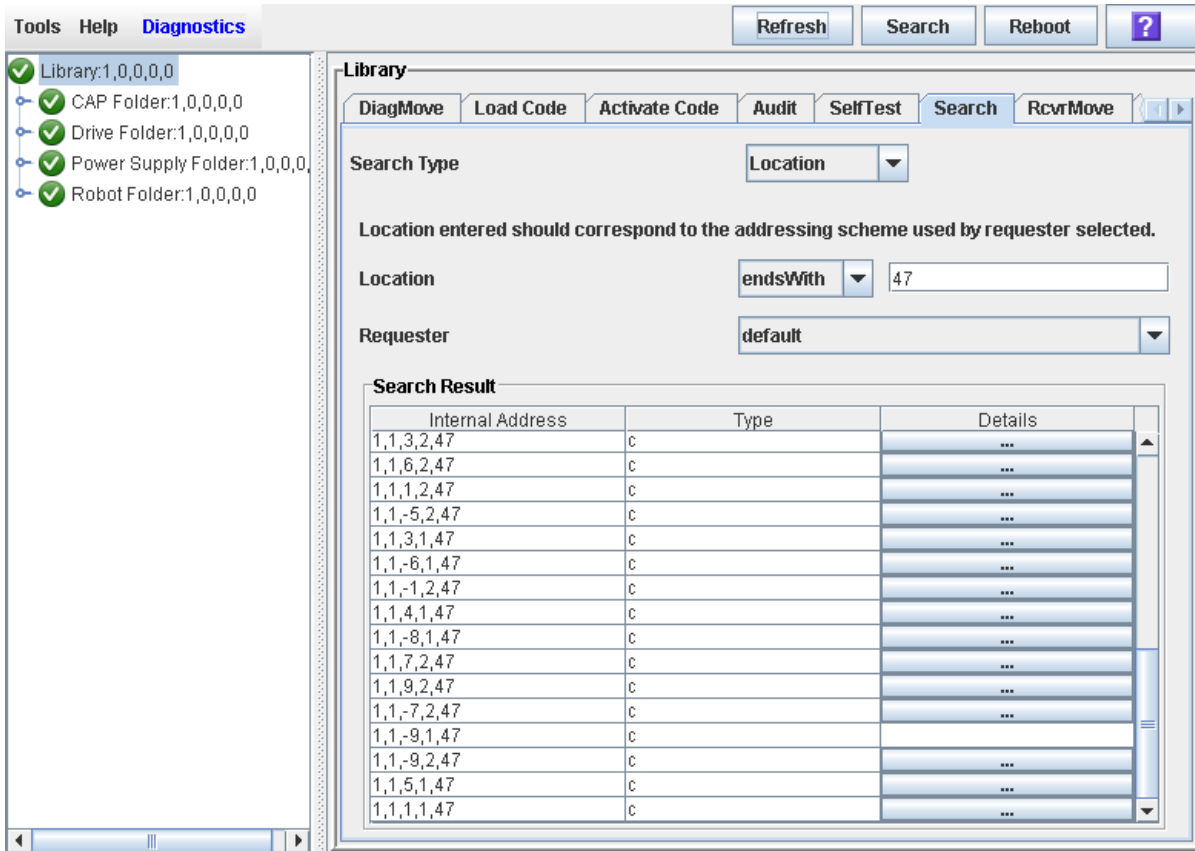 Tools Help Diagnostics Refresh Search Reboot ?
Library:1,0,0,0,0
CAP Folder:1,0,0,0,0
Drive Folder:1,0,0,0,0
Power Supply Folder:1,0,0,0,
Robot Folder:1,0,0,0,0
Library
DiagMove Load Code Activate Code Audit SelfTest Search RcvrMove
Search Type Location
Location entered should correspond to the addressing scheme used by requester selected.
Location endsWith 47
Requester default
Search Result
Internal Address Type Details
1,1,3,2,47 c ...
1,1,6,2,47 c ...
1,1,1,2,47 c ...
1,1,-5,2,47 c ...
1,1,3,1,47 c ...
1,1,-6,1,47 c ...
1,1,-1,2,47 c ...
1,1,4,1,47 c ...
1,1,-8,1,47 c ...
1,1,7,2,47 c ...
1,1,9,2,47 c ...
1,1,-7,2,47 c ...
1,1,-9,1,47 c
1,1,-9,2,47 c ...
1,1,5,1,47 c ...
1,1,1,1,47 c ...